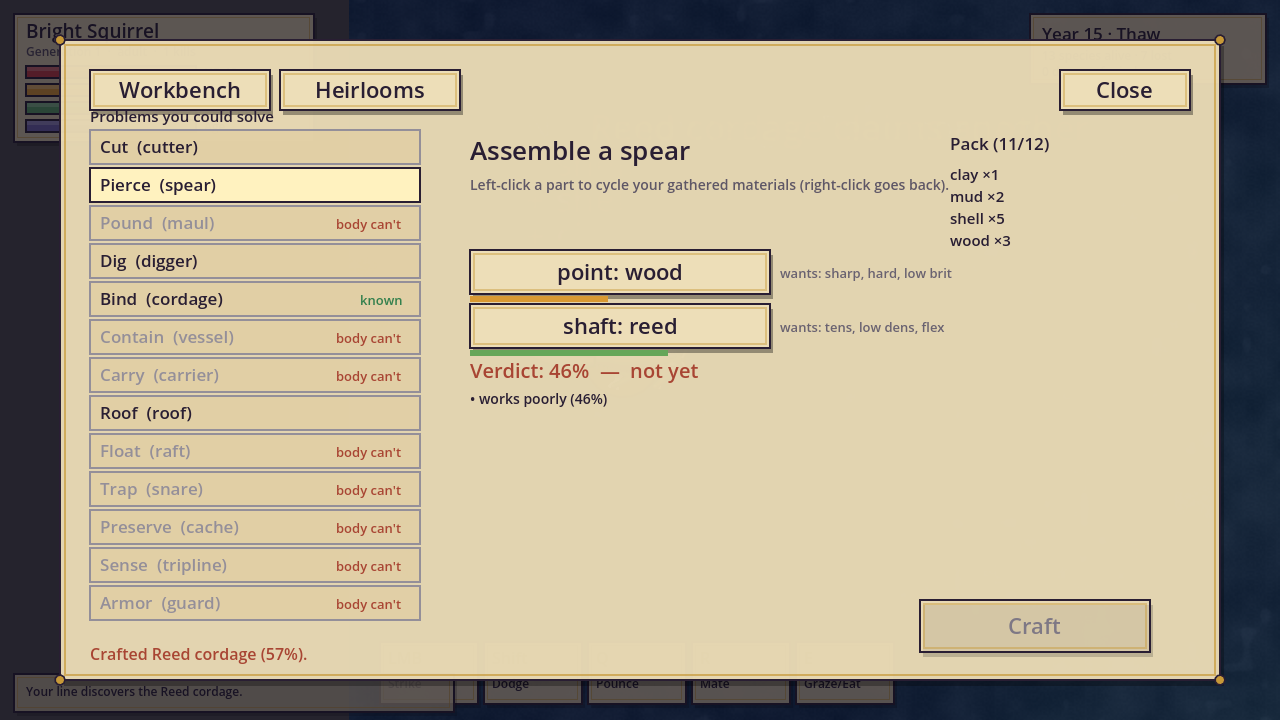 Bright Squirrel
Year 15 · Thaw
Workbench
Heirlooms
Close
Problems you could solve
Cut (cutter)
Pierce (spear)
Pound (maul) body can't
Dig (digger)
Bind (cordage) known
Contain (vessel) body can't
Carry (carrier) body can't
Roof (roof)
Float (raft) body can't
Trap (snare) body can't
Preserve (cache) body can't
Sense (tripline) body can't
Armor (guard) body can't
Crafted Reed cordage (57%).
Assemble a spear
Left-click a part to cycle your gathered materials (right-click goes back).
point: wood
wants: sharp, hard, low brit
shaft: reed
wants: tens, low dens, flex
Verdict: 46% — not yet
• works poorly (46%)
Pack (11/12)
clay ×1
mud ×2
shell ×5
wood ×3
Craft
Your line discovers the Reed cordage.
Dodge
Pounce
Mate
Graze/Eat